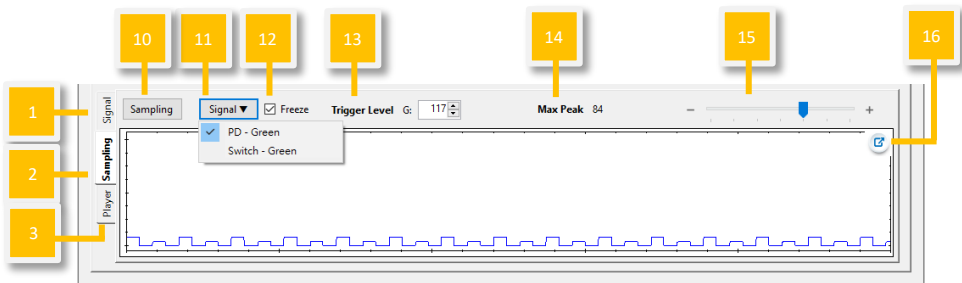 10
11
12
13
14
15
16
1
2
3
Signal
Sampling
Player
Sampling
Signal ▼
Freeze
Trigger Level G: 117
Max Peak 84
− +
PD - Green
Switch - Green